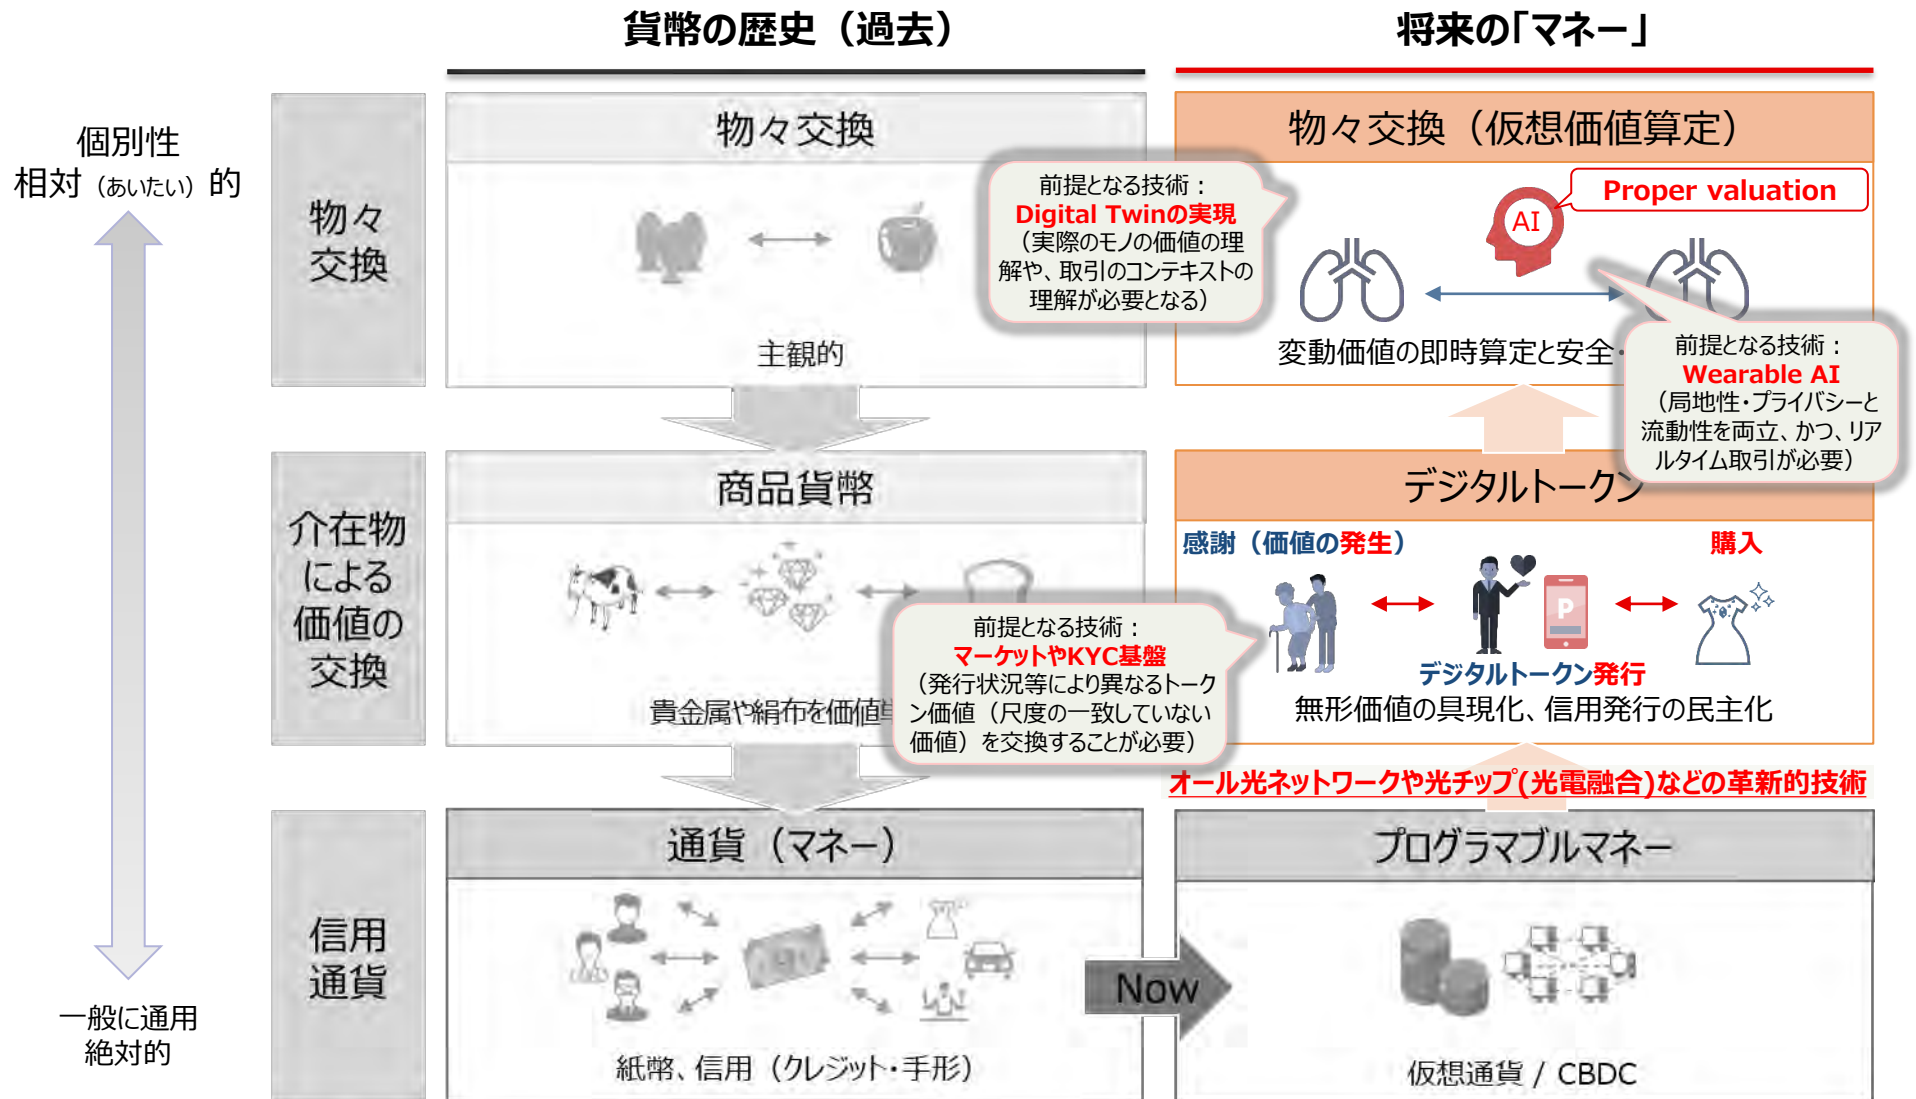 貨幣の歴史（過去）
将来の「マネー」
個別性
相対（あいたい）的
一般に通用
絶対的
物々
交換
物々交換
主観的
物々交換（仮想価値算定）
前提となる技術：
Digital Twinの実現
（実際のモノの価値の理
解や、取引のコンテキストの
理解が必要となる）
AI
Proper valuation
変動価値の即時算定と安全・
前提となる技術：
Wearable AI
（局地性・プライバシーと
流動性を両立、かつ、リア
ルタイム取引が必要）
介在物
による
価値の
交換
商品貨幣
貴金属や絹布を価値
前提となる技術：
マーケットやKYC基盤
（発行状況等により異なるトーク
ン価値（尺度の一致していない
価値）を交換することが必要）
デジタルトークン
感謝（価値の発生）
購入
P
デジタルトークン発行
無形価値の具現化、信用発行の民主化
オール光ネットワークや光チップ(光電融合)などの革新的技術
信用
通貨
通貨（マネー）
紙幣、信用（クレジット・手形）
Now
プログラマブルマネー
仮想通貨 / CBDC